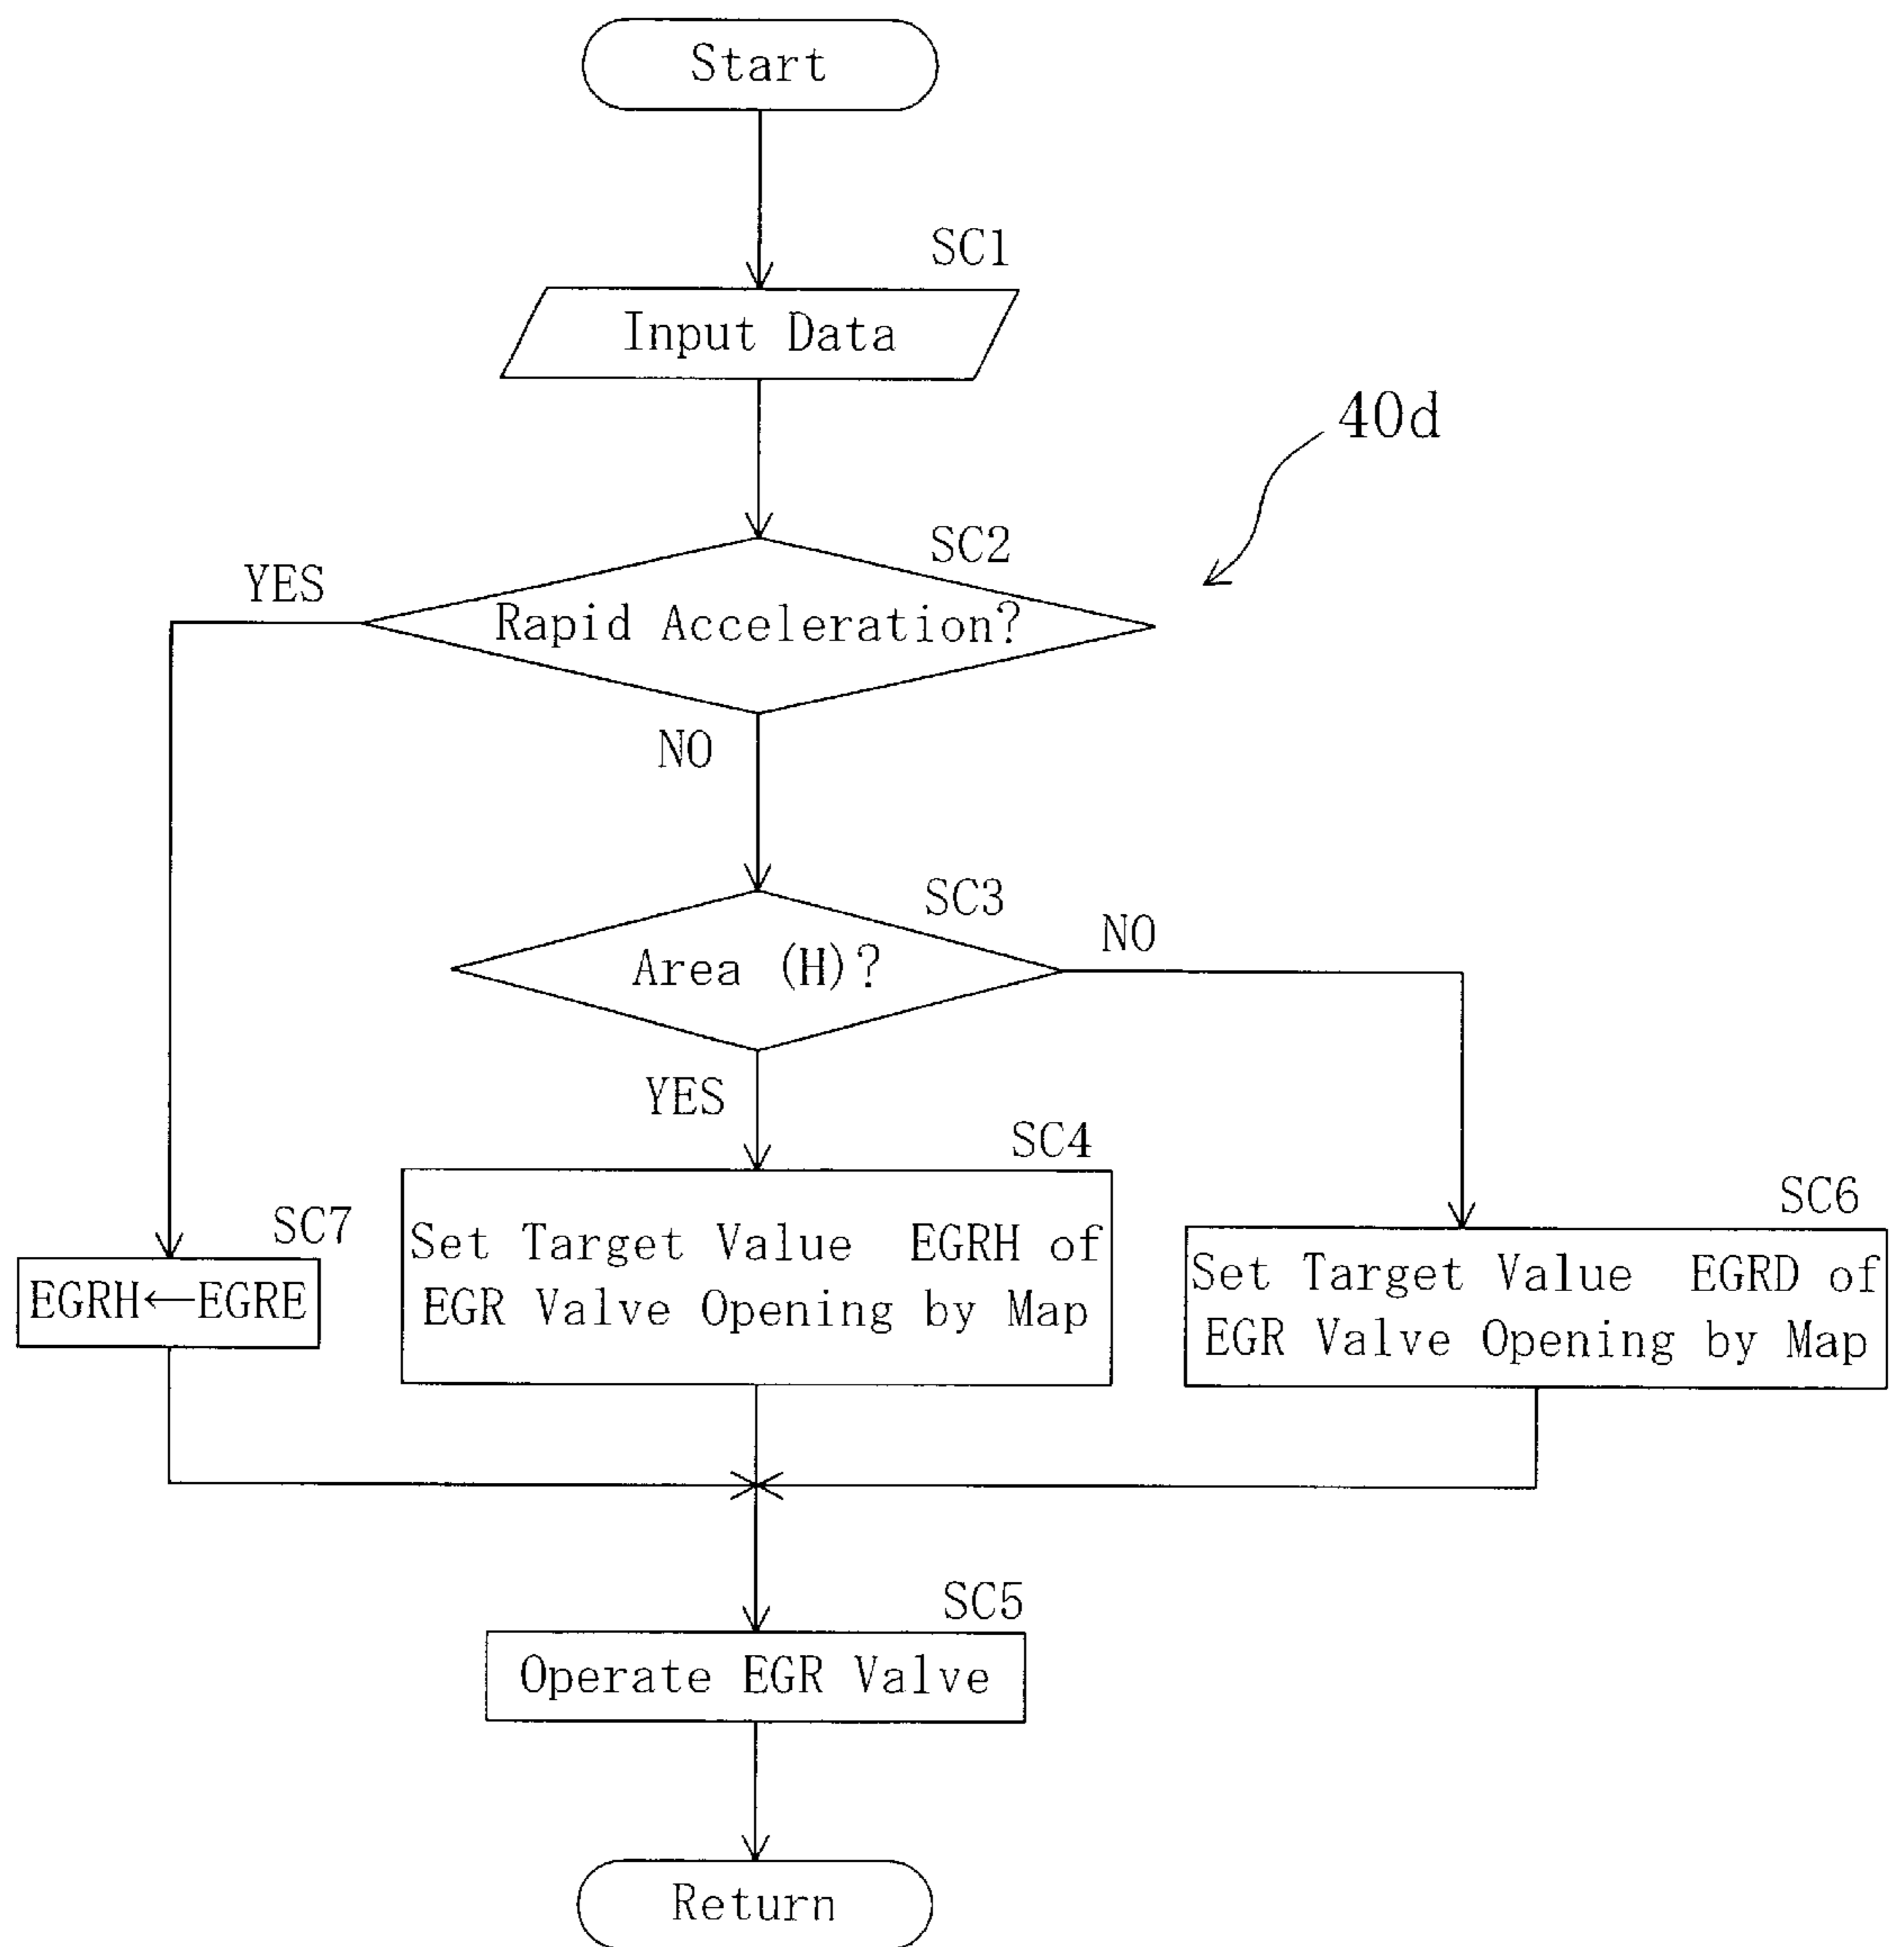 Start
SC1
Input Data
40d
SC2
YES
Rapid Acceleration?
NO
SC3
NO
Area (H)?
YES
SC4
SC6
SC7
Set Target Value EGRH of
EGR Valve Opening by Map
Set Target Value EGRD of
EGR Valve Opening by Map
EGRH←EGRE
SC5
Operate EGR Valve
Return